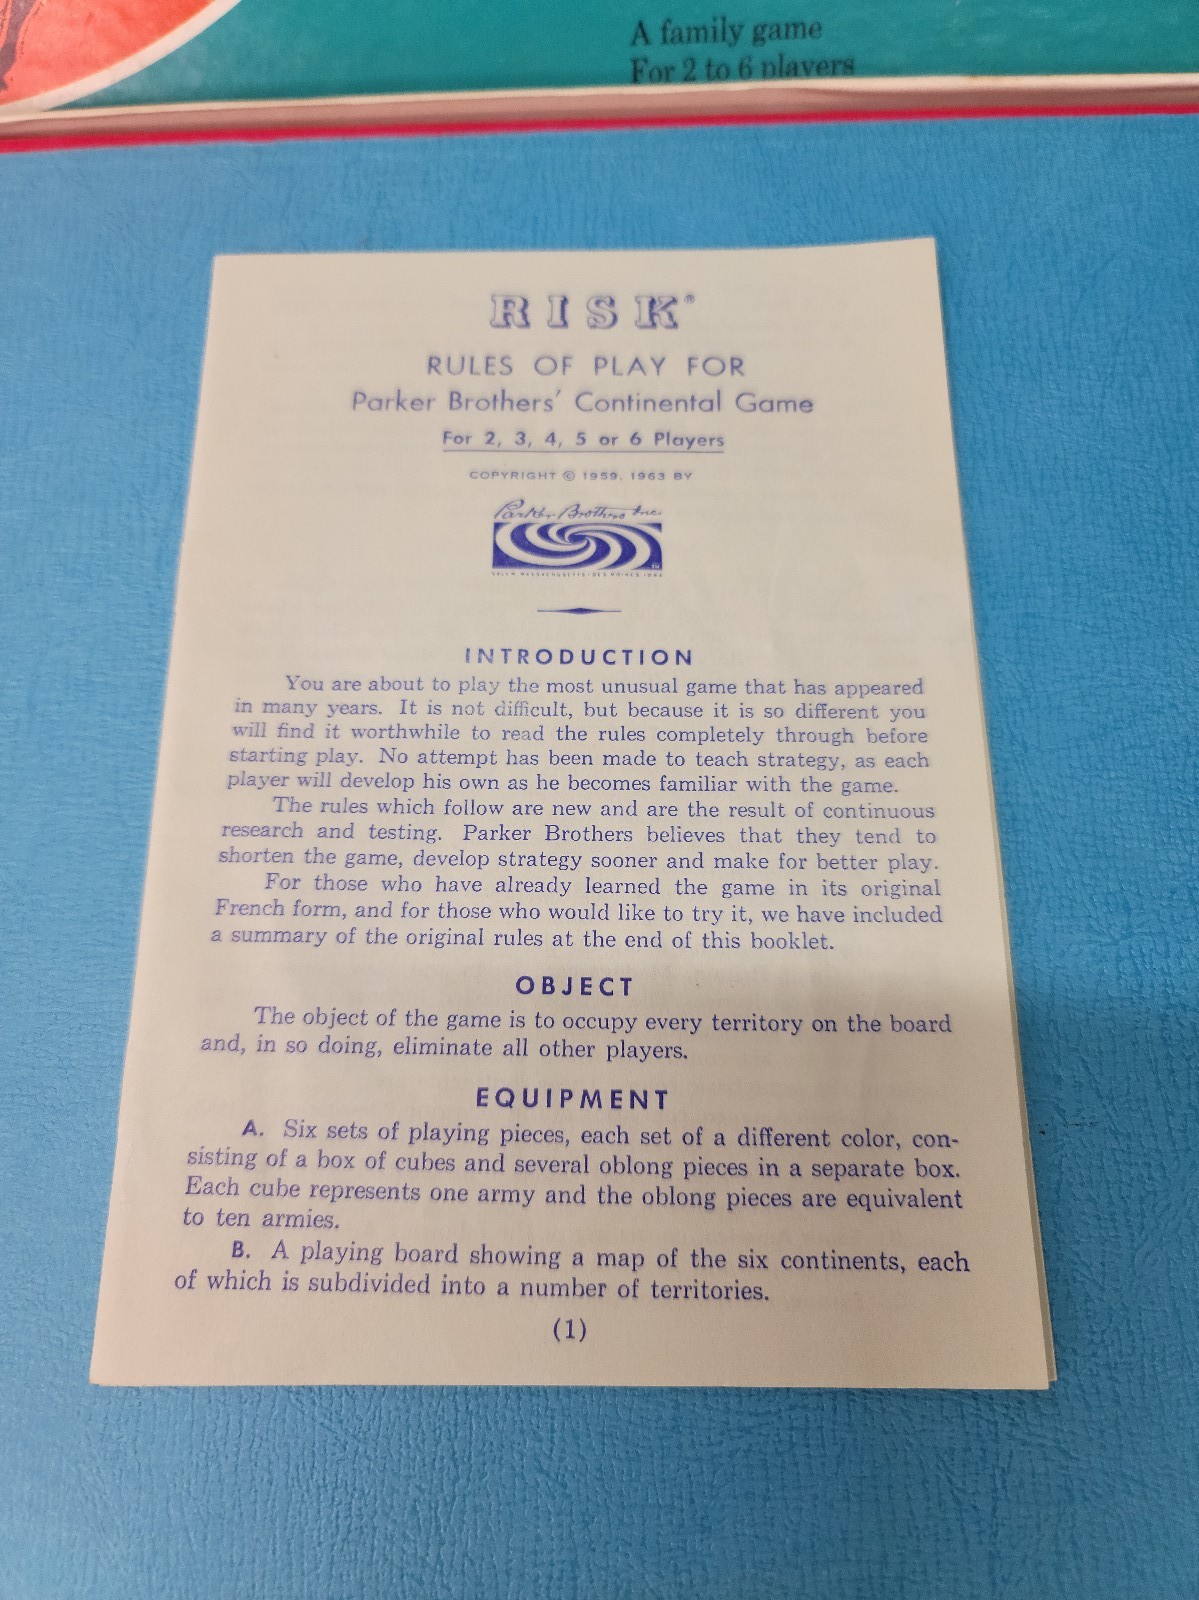 A family game
For 2 to 6 players
RISK®
RULES OF PLAY FOR
Parker Brothers' Continental Game
For 2, 3, 4, 5 or 6 Players
COPYRIGHT © 1959, 1963 BY
Parker Brothers Inc.
SALEM MASSACHUSETTS · DES MOINES IOWA
INTRODUCTION
You are about to play the most unusual game that has appeared
in many years. It is not difficult, but because it is so different you
will find it worthwhile to read the rules completely through before
starting play. No attempt has been made to teach strategy, as each
player will develop his own as he becomes familiar with the game.
The rules which follow are new and are the result of continuous
research and testing. Parker Brothers believes that they tend to
shorten the game, develop strategy sooner and make for better play.
For those who have already learned the game in its original
French form, and for those who would like to try it, we have included
a summary of the original rules at the end of this booklet.
OBJECT
The object of the game is to occupy every territory on the board
and, in so doing, eliminate all other players.
EQUIPMENT
A. Six sets of playing pieces, each set of a different color, con-
sisting of a box of cubes and several oblong pieces in a separate box.
Each cube represents one army and the oblong pieces are equivalent
to ten armies.
B. A playing board showing a map of the six continents, each
of which is subdivided into a number of territories.
(1)